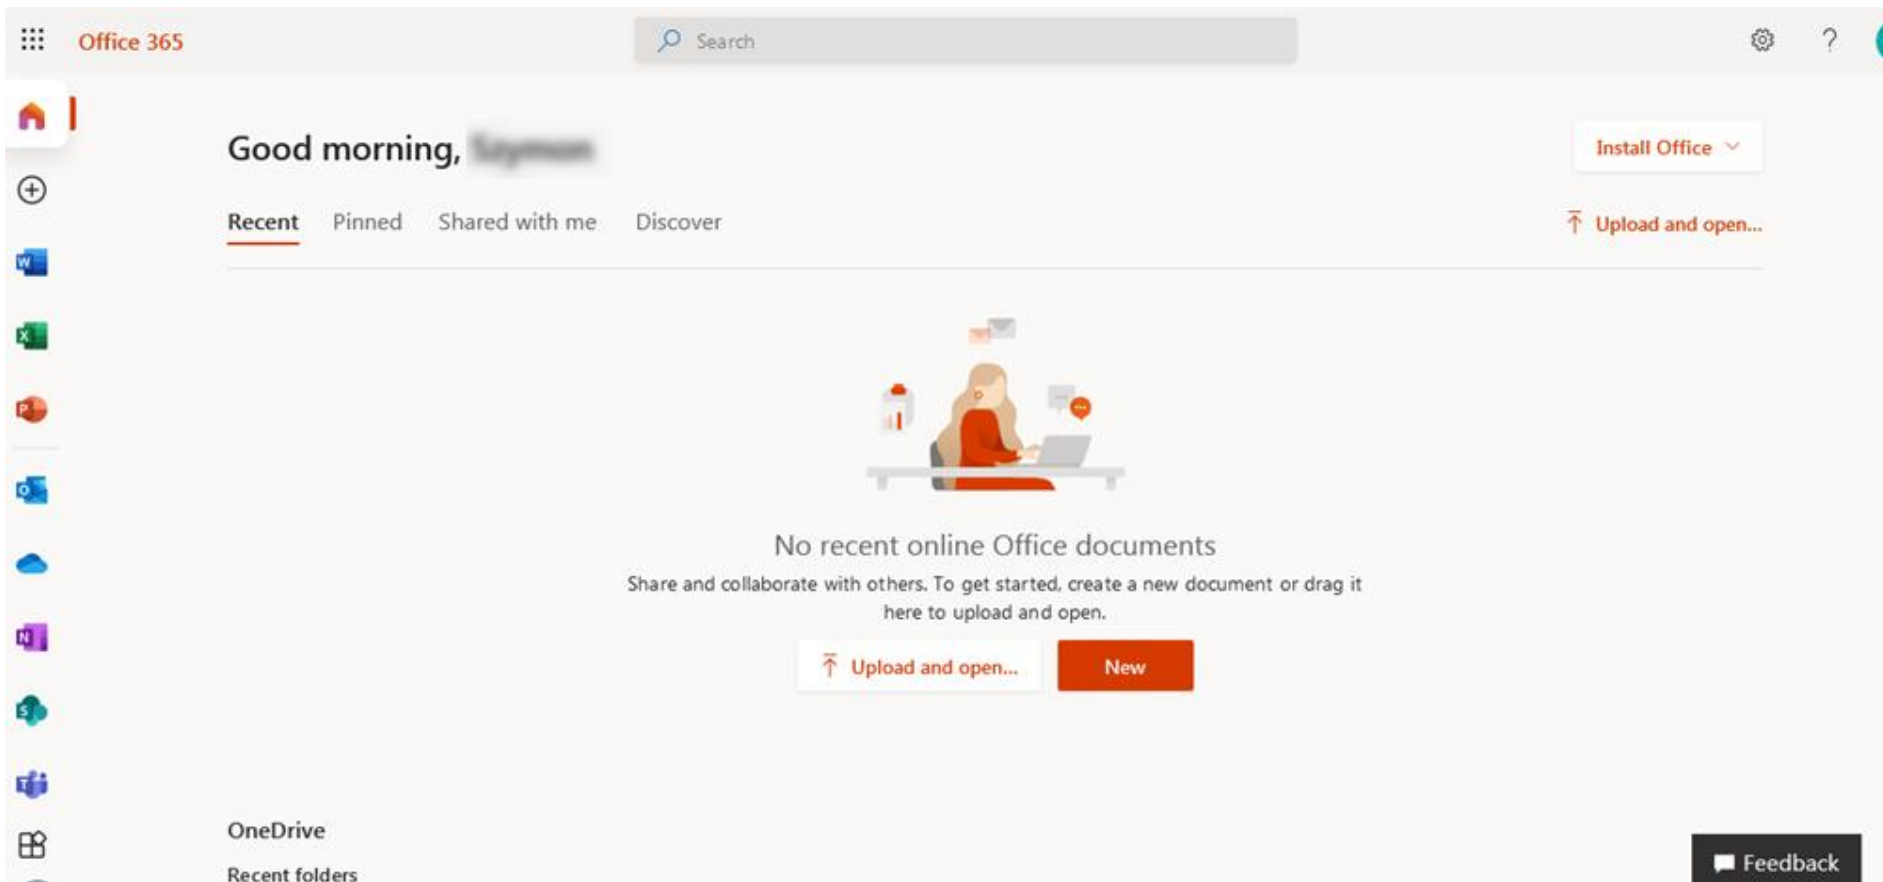 Office 365
Search
?
Good morning,
Install Office
Recent Pinned Shared with me Discover
Upload and open...
W
X
P
O
N
S
T
No recent online Office documents
Share and collaborate with others. To get started, create a new document or drag it
here to upload and open.
Upload and open...
New
OneDrive
Recent folders
Feedback